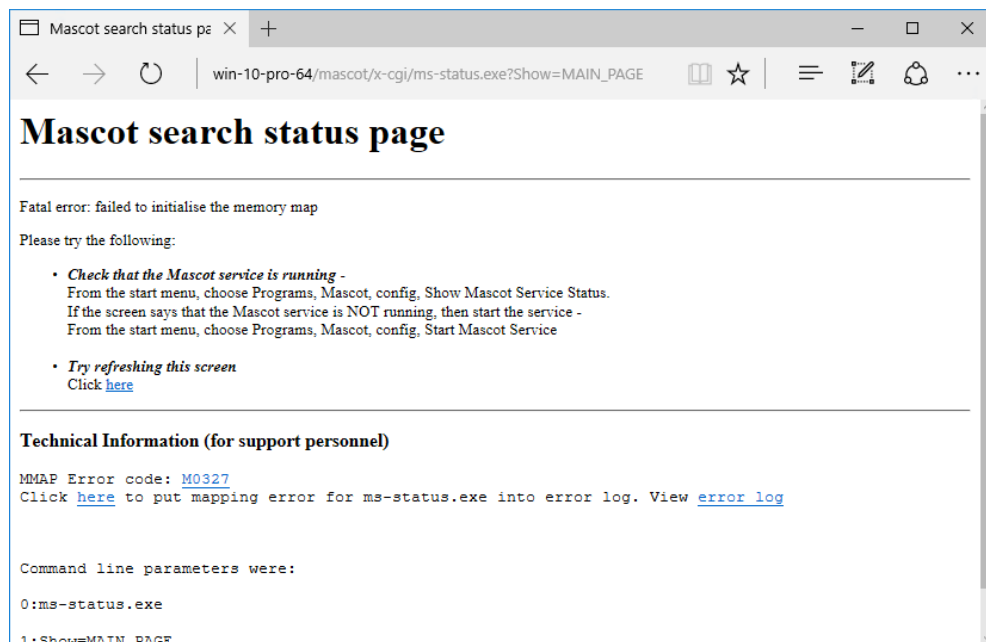 Mascot search status pa
win-10-pro-64/mascot/x-cgi/ms-status.exe?Show=MAIN_PAGE
Mascot search status page
Fatal error: failed to initialise the memory map
Please try the following:
• Check that the Mascot service is running -
From the start menu, choose Programs, Mascot, config, Show Mascot Service Status.
If the screen says that the Mascot service is NOT running, then start the service -
From the start menu, choose Programs, Mascot, config, Start Mascot Service
• Try refreshing this screen
Click here
Technical Information (for support personnel)
MMAP Error code: M0327
Click here to put mapping error for ms-status.exe into error log. View error log
Command line parameters were:
0:ms-status.exe
1:Show=MAIN PAGE